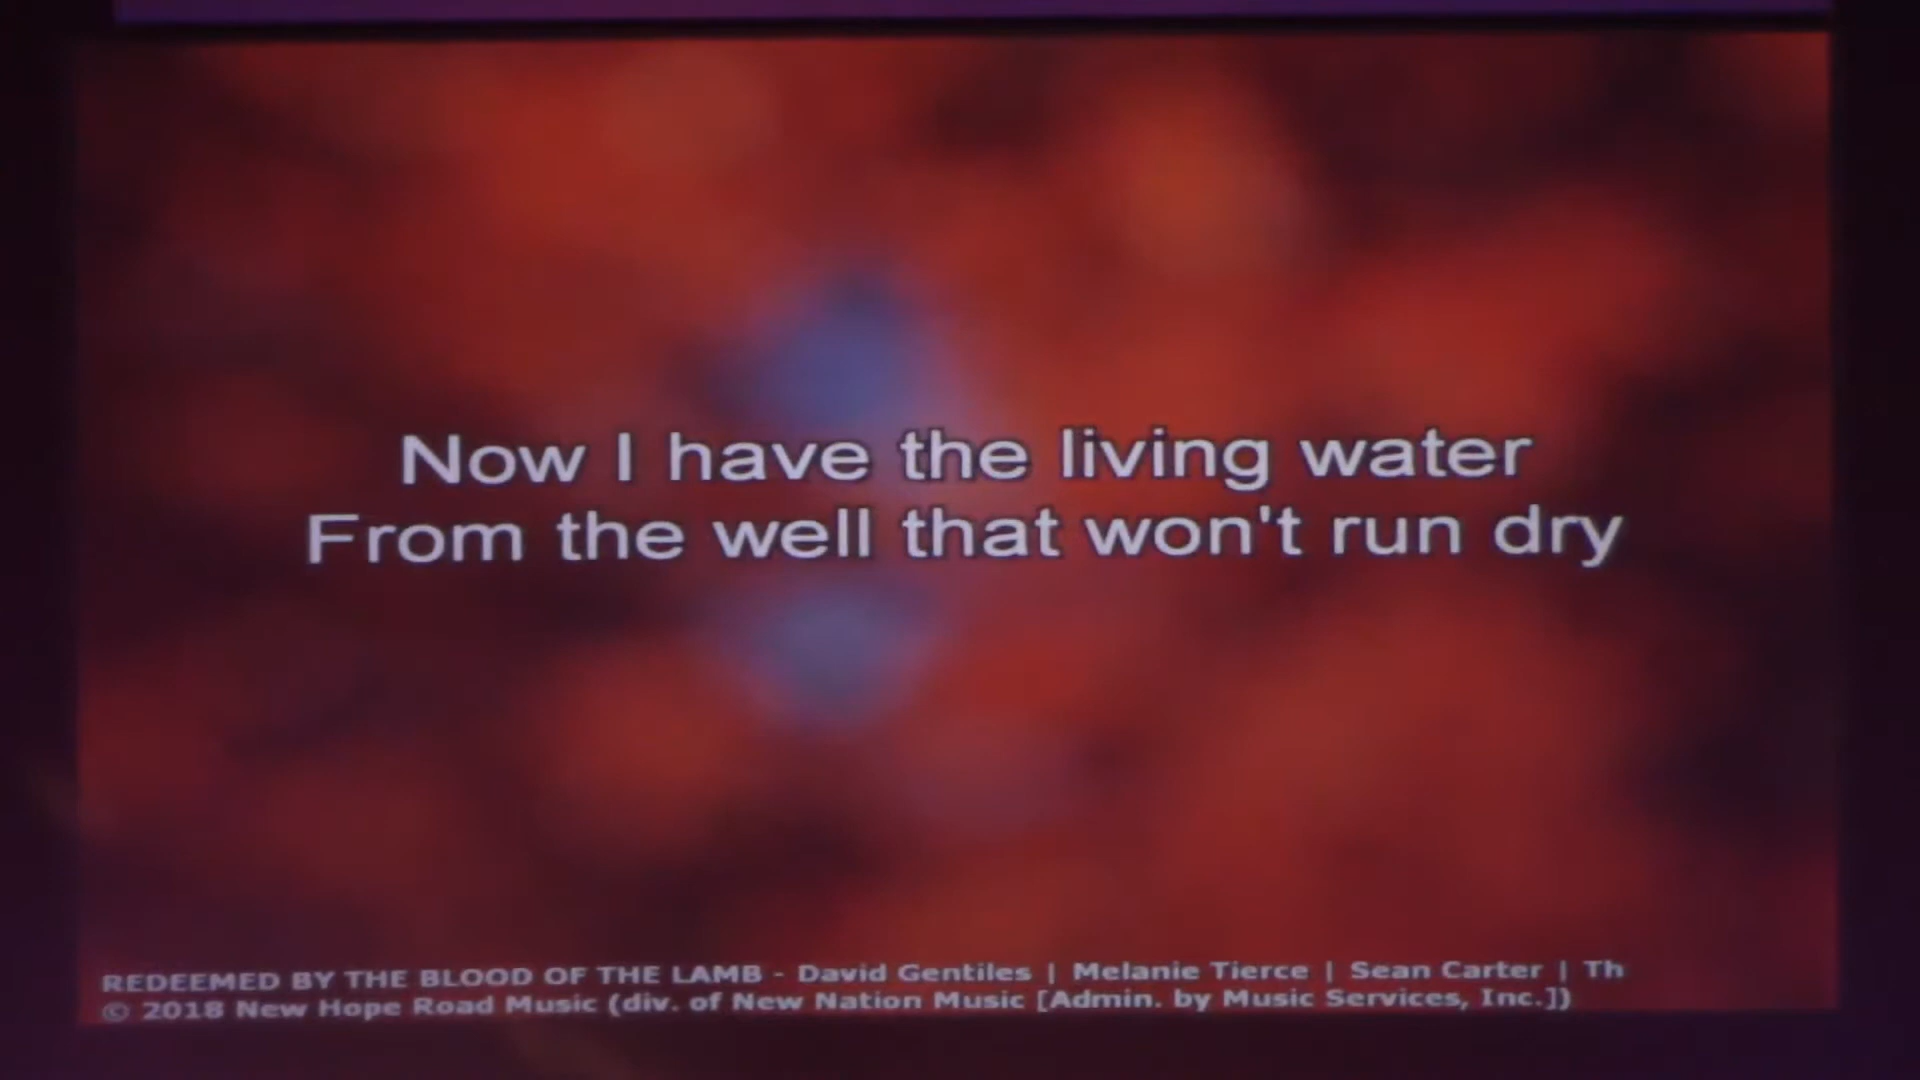 Now I have the living water
From the well that won't run dry
REDEEMED BY THE BLOOD OF THE LAMB - David Gentiles | Melanie Tierce | Sean Carter | Th
© 2018 New Hope Road Music (div. of New Nation Music [Admin. by Music Services, Inc.])